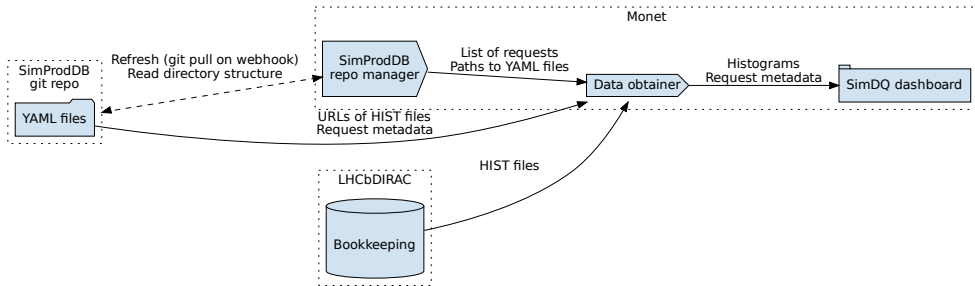 Monet
SimProdDB
git repo
YAML files
Refresh (git pull on webhook)
Read directory structure
SimProdDB
repo manager
List of requests
Paths to YAML files
Data obtainer
Histograms
Request metadata
SimDQ dashboard
URLs of HIST files
Request metadata
HIST files
LHCbDIRAC
Bookkeeping